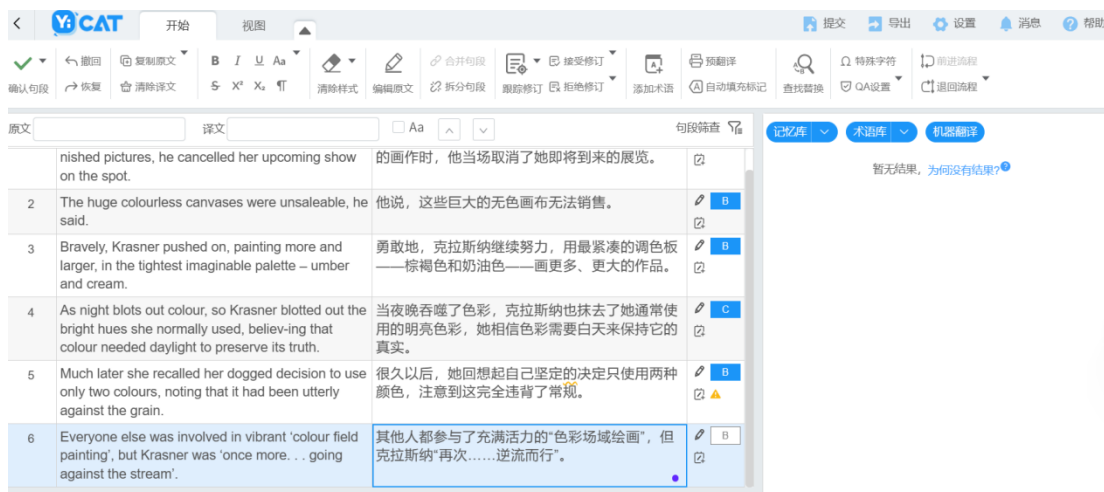 YiCAT 开始 视图 提交 导出 设置 消息 帮助
撤回 复制原文 B I U Aa 合并句段 接受修订 预翻译 Ω 特殊字符 前进流程
确认句段 恢复 清除译文 S X² X₂ ¶ 清除样式 编辑原文 拆分句段 跟踪修订 拒绝修订 添加术语 自动填充标记 查找替换 QA设置 退回流程
原文 译文 Aa 句段筛查 记忆库 术语库 机器翻译
暂无结果，为何没有结果?
nished pictures, he cancelled her upcoming show
on the spot.
的画作时，他当场取消了她即将到来的展览。
2
The huge colourless canvases were unsaleable, he
said.
他说，这些巨大的无色画布无法销售。
B
3
Bravely, Krasner pushed on, painting more and
larger, in the tightest imaginable palette – umber
and cream.
勇敢地，克拉斯纳继续努力，用最紧凑的调色板
——棕褐色和奶油色——画更多、更大的作品。
B
4
As night blots out colour, so Krasner blotted out the
bright hues she normally used, believ-ing that
colour needed daylight to preserve its truth.
当夜晚吞噬了色彩，克拉斯纳也抹去了她通常使
用的明亮色彩，她相信色彩需要白天来保持它的
真实。
C
5
Much later she recalled her dogged decision to use
only two colours, noting that it had been utterly
against the grain.
很久以后，她回想起自己坚定的决定只使用两种
颜色，注意到这完全违背了常规。
B
6
Everyone else was involved in vibrant ‘colour field
painting’, but Krasner was ‘once more. . . going
against the stream’.
其他人都参与了充满活力的“色彩场域绘画”，但
克拉斯纳“再次……逆流而行”。
B